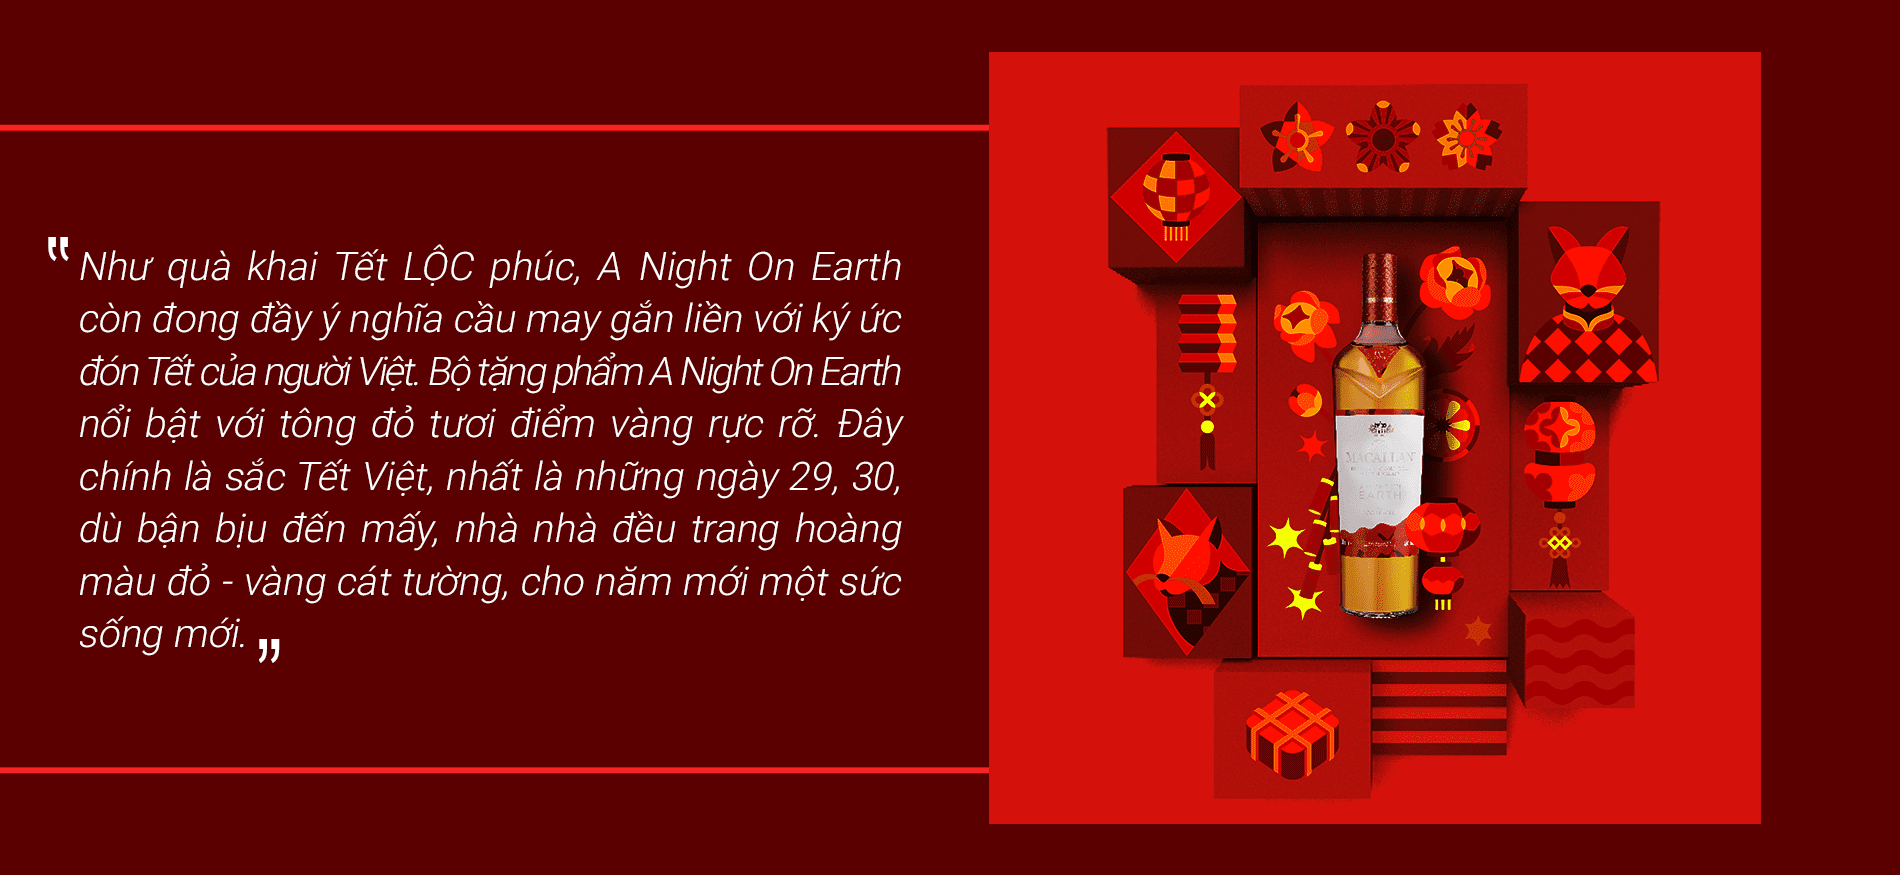 " Như quà khai Tết LỘC phúc, A Night On Earth
còn đong đầy ý nghĩa cầu may gắn liền với ký ức
đón Tết của người Việt. Bộ tặng phẩm A Night On Earth
nổi bật với tông đỏ tươi điểm vàng rực rỡ. Đây
chính là sắc Tết Việt, nhất là những ngày 29, 30,
dù bận bịu đến mấy, nhà nhà đều trang hoàng
màu đỏ - vàng cát tường, cho năm mới một sức
sống mới. "
MACALLAN
EARTH